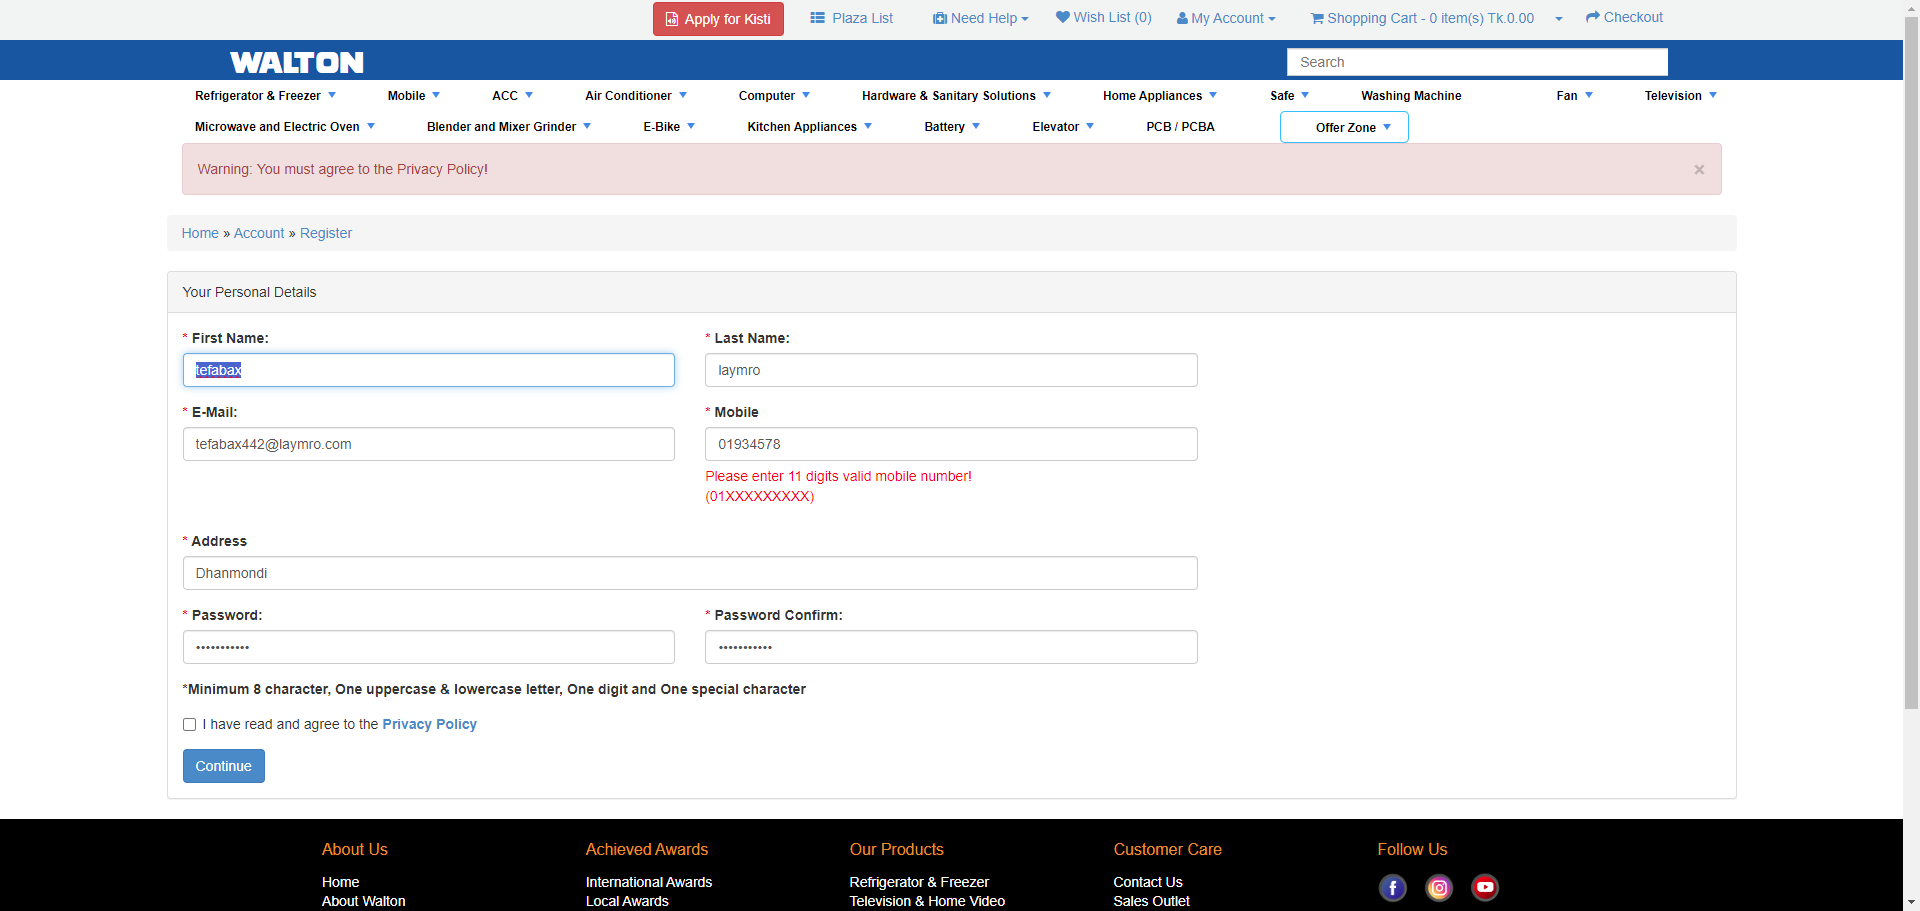 Apply for Kisti Plaza List Need Help Wish List (0) My Account Shopping Cart - 0 item(s) Tk.0.00 Checkout
WALTON Search
Refrigerator & Freezer Mobile ACC Air Conditioner Computer Hardware & Sanitary Solutions Home Appliances Safe Washing Machine Fan Television
Microwave and Electric Oven Blender and Mixer Grinder E-Bike Kitchen Appliances Battery Elevator PCB / PCBA Offer Zone
Warning: You must agree to the Privacy Policy! ×
Home » Account » Register
Your Personal Details
* First Name: * Last Name:
tefabax laymro
* E-Mail: * Mobile
tefabax442@laymro.com 01934578
Please enter 11 digits valid mobile number!
(01XXXXXXXXX)
* Address
Dhanmondi
* Password: * Password Confirm:
••••••••••• •••••••••••
*Minimum 8 character, One uppercase & lowercase letter, One digit and One special character
I have read and agree to the Privacy Policy
Continue
About Us Achieved Awards Our Products Customer Care Follow Us
Home International Awards Refrigerator & Freezer Contact Us
About Walton Local Awards Television & Home Video Sales Outlet